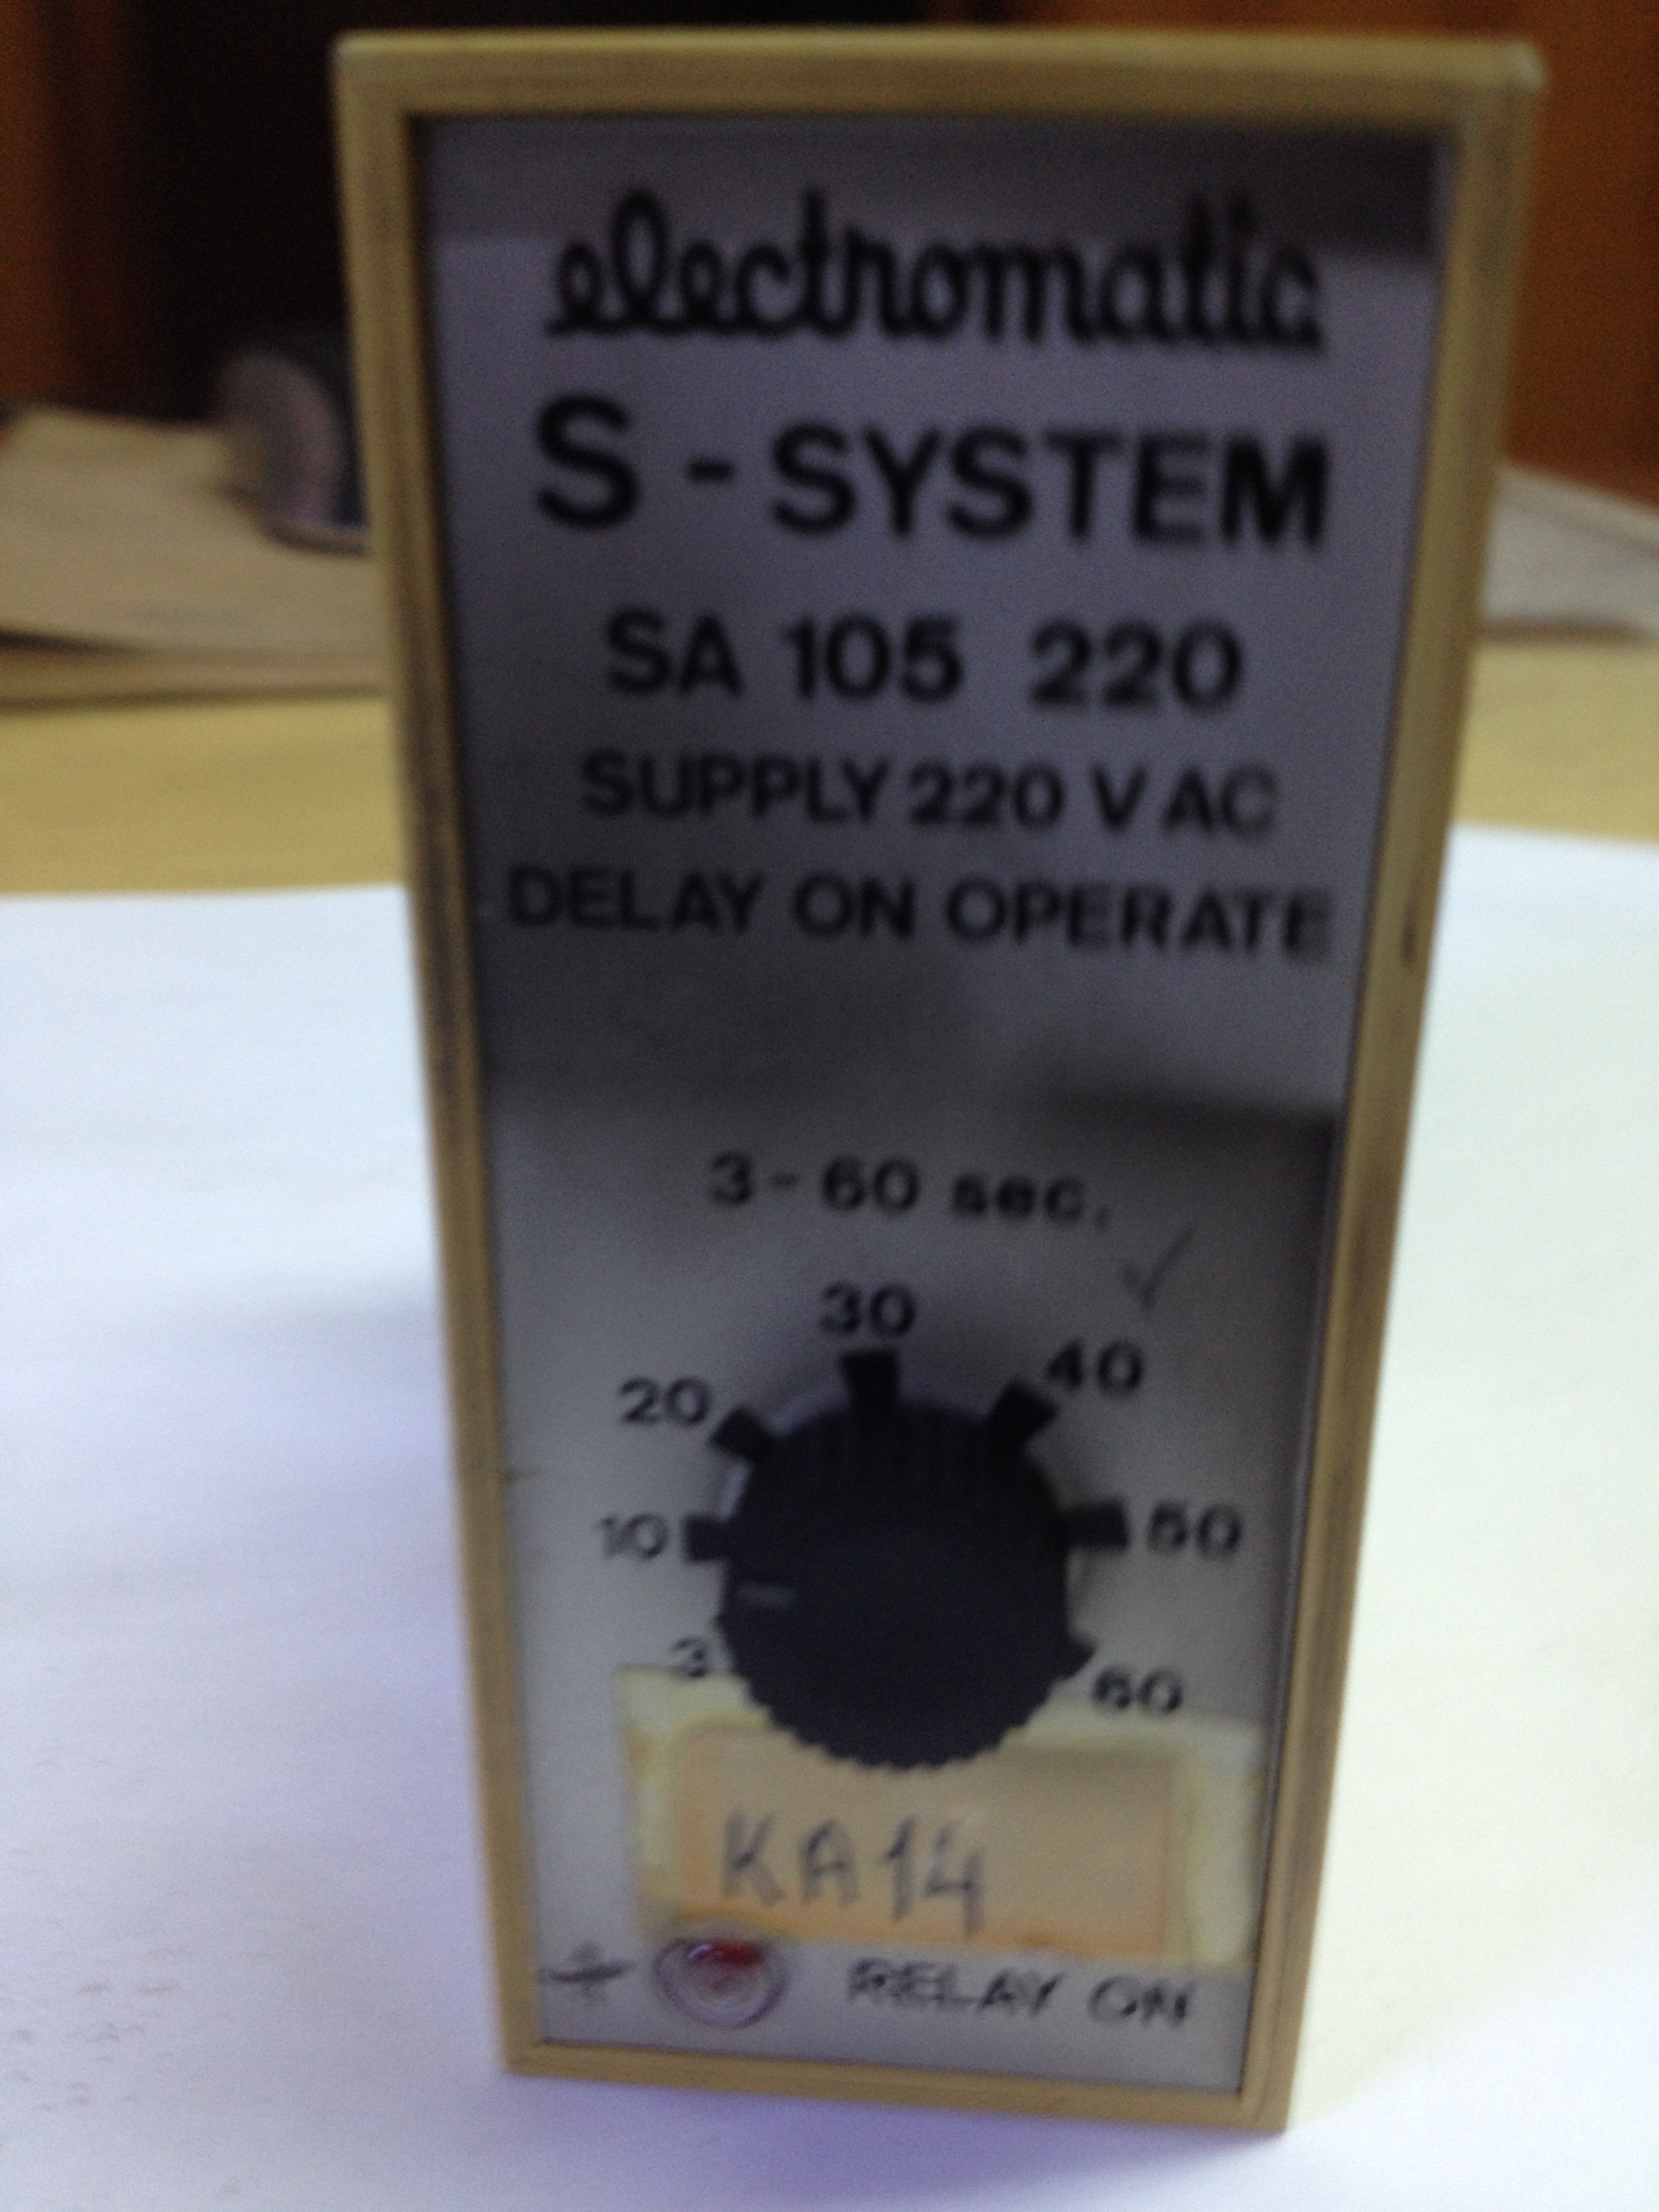 electromatic
S - SYSTEM
SA 105 220
SUPPLY 220 V AC
DELAY ON OPERATE
3 - 60 sec.
30
20
40
10
50
3
60
KA14
RELAY ON